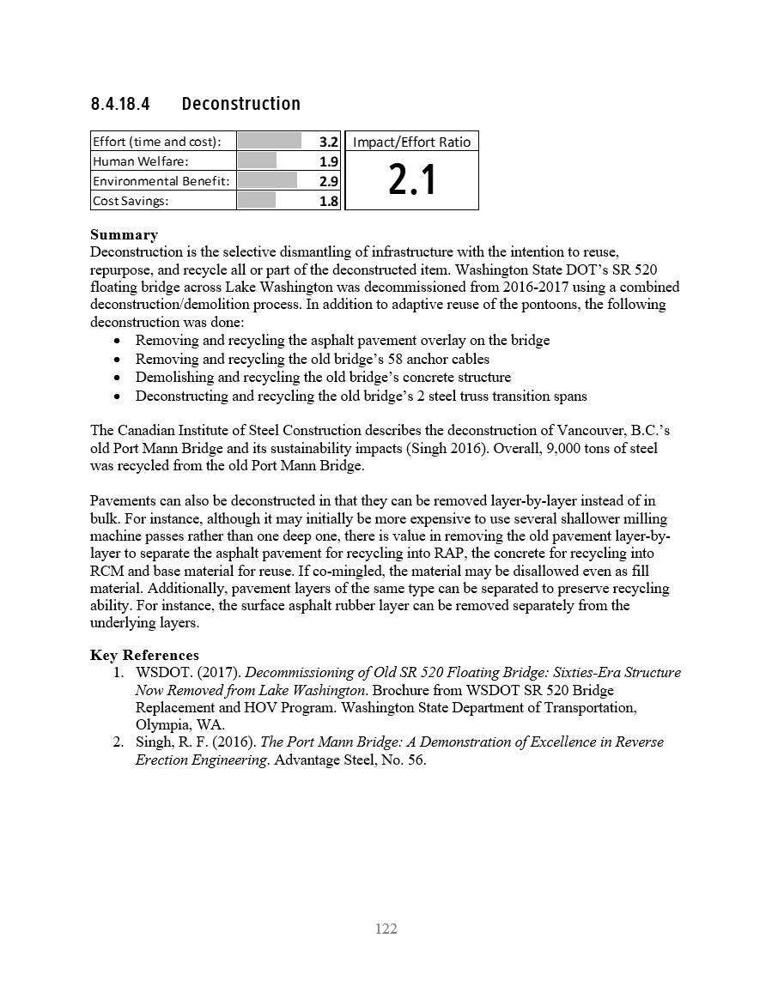 8.4.18.4 Deconstruction
Effort (time and cost): 3.2
Human Welfare: 1.9
Environmental Benefit: 2.9
Cost Savings: 1.8
Impact/Effort Ratio
2.1
Summary
Deconstruction is the selective dismantling of infrastructure with the intention to reuse,
repurpose, and recycle all or part of the deconstructed item. Washington State DOT’s SR 520
floating bridge across Lake Washington was decommissioned from 2016-2017 using a combined
deconstruction/demolition process. In addition to adaptive reuse of the pontoons, the following
deconstruction was done:
• Removing and recycling the asphalt pavement overlay on the bridge
• Removing and recycling the old bridge’s 58 anchor cables
• Demolishing and recycling the old bridge’s concrete structure
• Deconstructing and recycling the old bridge’s 2 steel truss transition spans
The Canadian Institute of Steel Construction describes the deconstruction of Vancouver, B.C.’s
old Port Mann Bridge and its sustainability impacts (Singh 2016). Overall, 9,000 tons of steel
was recycled from the old Port Mann Bridge.
Pavements can also be deconstructed in that they can be removed layer-by-layer instead of in
bulk. For instance, although it may initially be more expensive to use several shallower milling
machine passes rather than one deep one, there is value in removing the old pavement layer-by-
layer to separate the asphalt pavement for recycling into RAP, the concrete for recycling into
RCM and base material for reuse. If co-mingled, the material may be disallowed even as fill
material. Additionally, pavement layers of the same type can be separated to preserve recycling
ability. For instance, the surface asphalt rubber layer can be removed separately from the
underlying layers.
Key References
1. WSDOT. (2017). Decommissioning of Old SR 520 Floating Bridge: Sixties-Era Structure
Now Removed from Lake Washington. Brochure from WSDOT SR 520 Bridge
Replacement and HOV Program. Washington State Department of Transportation,
Olympia, WA.
2. Singh, R. F. (2016). The Port Mann Bridge: A Demonstration of Excellence in Reverse
Erection Engineering. Advantage Steel, No. 56.
122